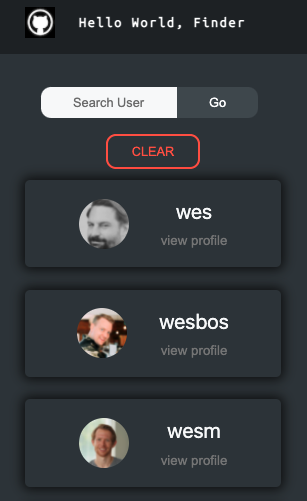 Hello World, Finder
Search User
Go
CLEAR
wes
view profile
wesbos
view profile
wesm
view profile